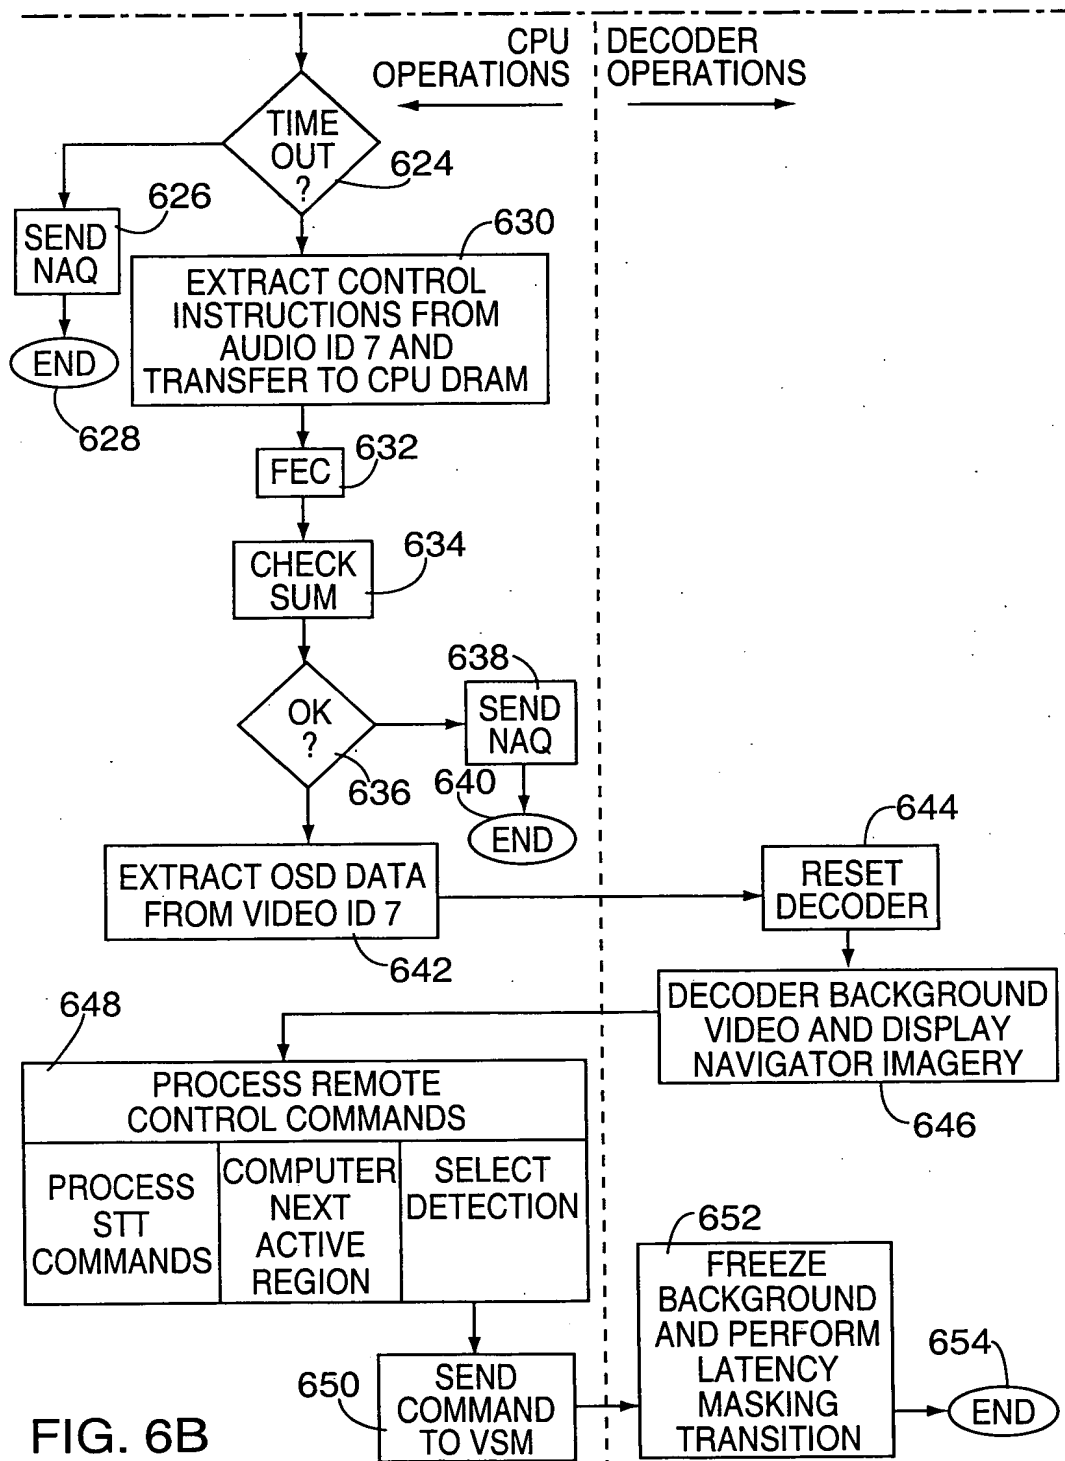 CPU
OPERATIONS
DECODER
OPERATIONS
TIME
OUT
?
624
626
SEND
NAQ
END
628
630
EXTRACT CONTROL
INSTRUCTIONS FROM
AUDIO ID 7 AND
TRANSFER TO CPU DRAM
632
FEC
634
CHECK
SUM
OK
?
636
638
SEND
NAQ
640
END
EXTRACT OSD DATA
FROM VIDEO ID 7
642
644
RESET
DECODER
DECODER BACKGROUND
VIDEO AND DISPLAY
NAVIGATOR IMAGERY
646
648
PROCESS REMOTE
CONTROL COMMANDS
PROCESS
STT
COMMANDS
COMPUTER
NEXT
ACTIVE
REGION
SELECT
DETECTION
650
SEND
COMMAND
TO VSM
652
FREEZE
BACKGROUND
AND PERFORM
LATENCY
MASKING
TRANSITION
654
END
FIG. 6B